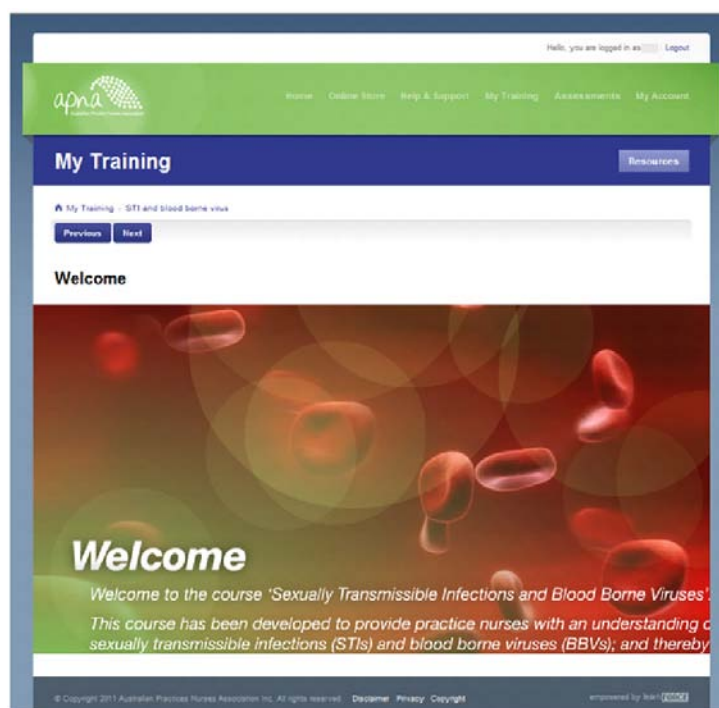 Hello, you are logged in as Logout
apna
Home Online Store Help & Support My Training Assessments My Account
My Training
Resources
My Training - STI and blood borne virus
Previous Next
Welcome
Welcome
Welcome to the course 'Sexually Transmissible Infections and Blood Borne Viruses'.
This course has been developed to provide practice nurses with an understanding o
sexually transmissible infections (STIs) and blood borne viruses (BBVs); and thereby
© Copyright 2011 Australian Practices Nurses Association Inc. All rights reserved Disclaimer Privacy Copyright
empowered by learnFORCE